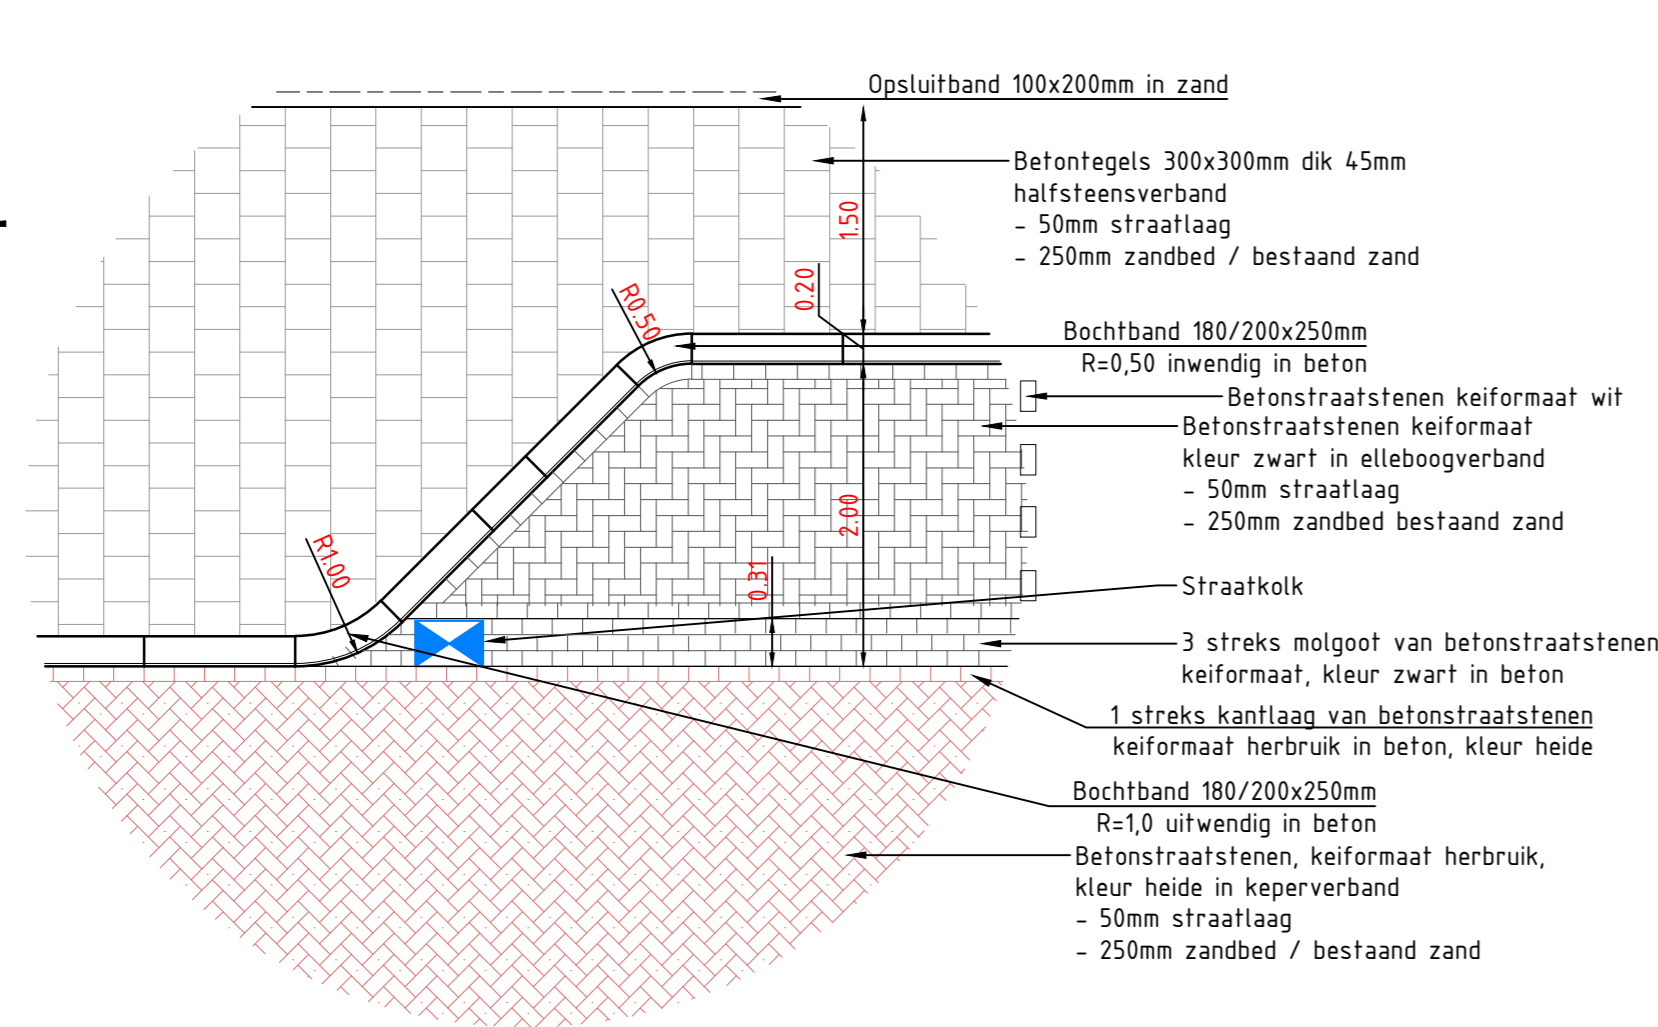 Opsluitband 100x200mm in zand
Betontegels 300x300mm dik 45mm
halfsteensverband
- 50mm straatlaag
- 250mm zandbed / bestaand zand
1.50
0.20
R0.50
Bochtband 180/200x250mm
R=0,50 inwendig in beton
Betonstraatstenen keiformaat wit
Betonstraatstenen keiformaat
kleur zwart in elleboogverband
- 50mm straatlaag
- 250mm zandbed bestaand zand
2.00
R1.00
0.31
Straatkolk
3 streks molgoot van betonstraatstenen
keiformaat, kleur zwart in beton
1 streks kantlaag van betonstraatstenen
keiformaat herbruik in beton, kleur heide
Bochtband 180/200x250mm
R=1,0 uitwendig in beton
Betonstraatstenen, keiformaat herbruik,
kleur heide in keperverband
- 50mm straatlaag
- 250mm zandbed / bestaand zand